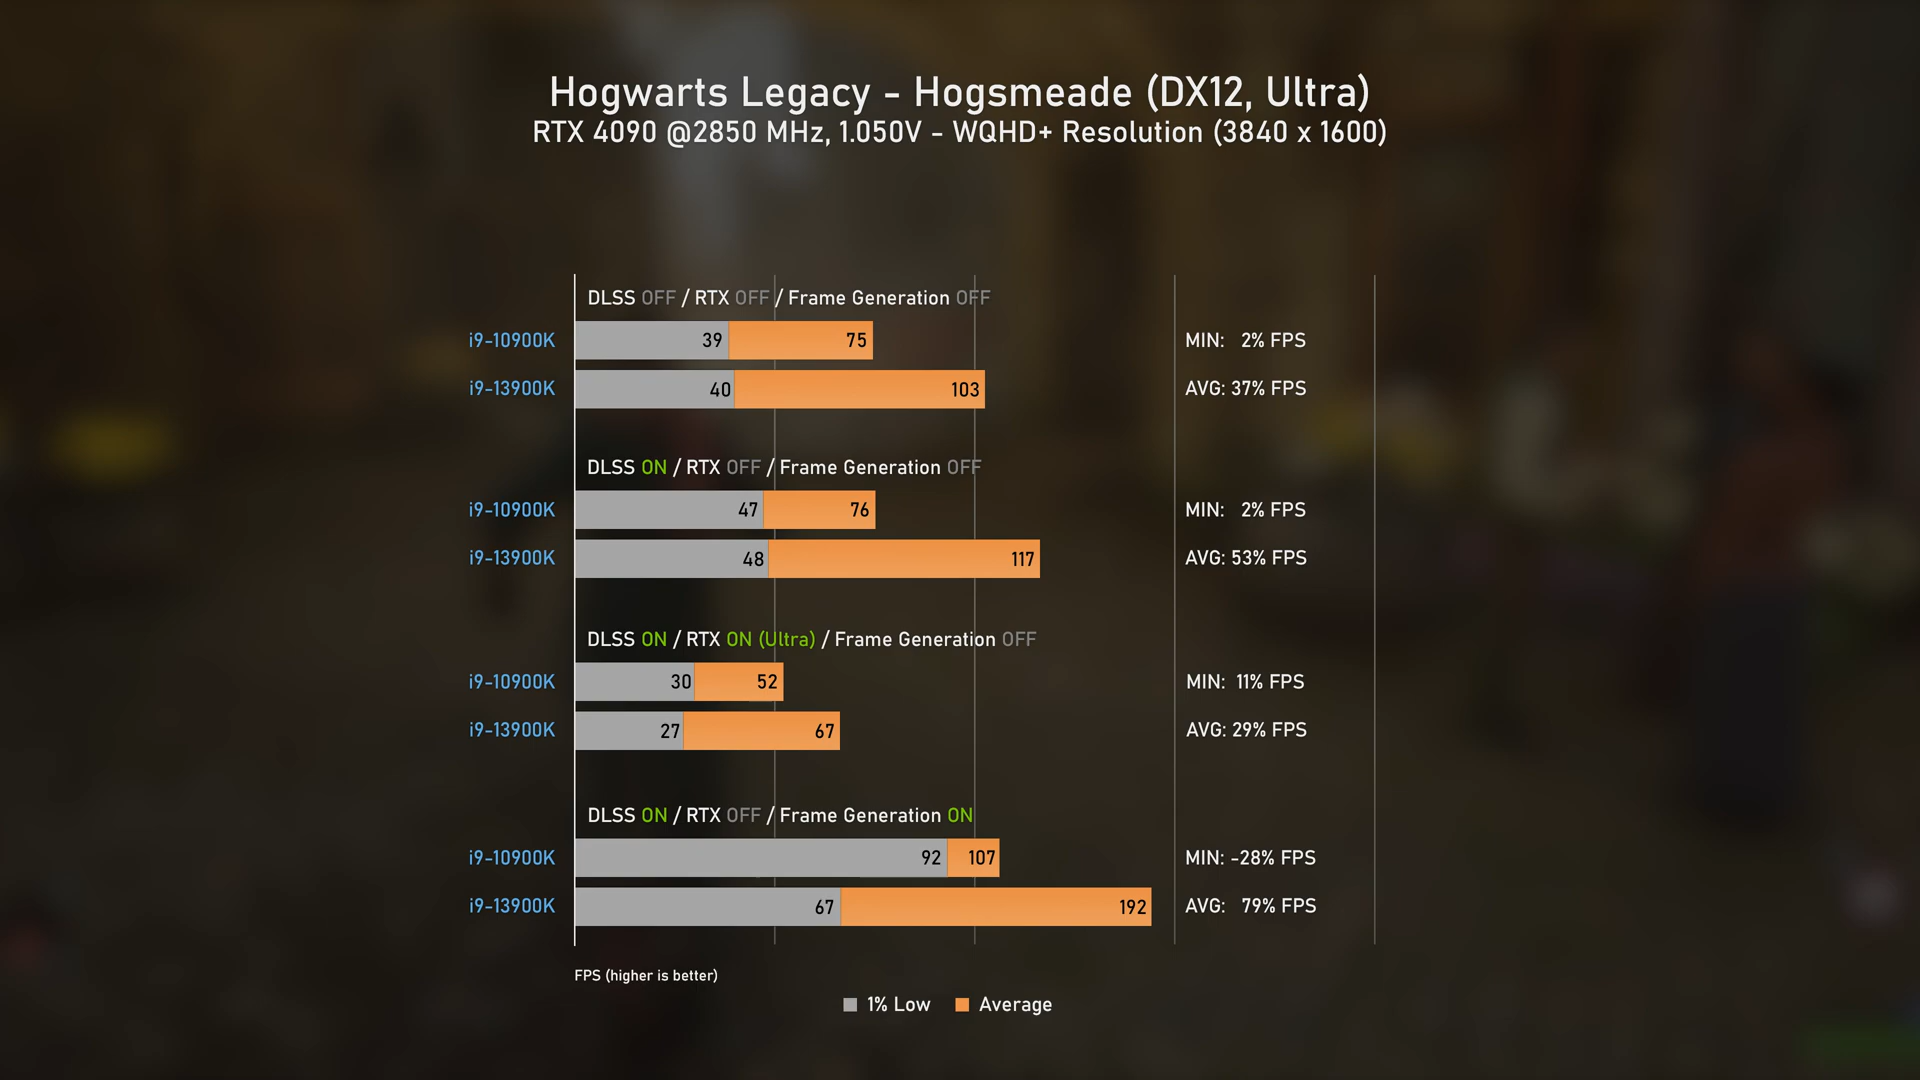 Hogwarts Legacy - Hogsmeade (DX12, Ultra)
RTX 4090 @2850 MHz, 1.050V - WQHD+ Resolution (3840 x 1600)
DLSS OFF / RTX OFF / Frame Generation OFF
i9-10900K 39 75 MIN: 2% FPS
i9-13900K 40 103 AVG: 37% FPS
DLSS ON / RTX OFF / Frame Generation OFF
i9-10900K 47 76 MIN: 2% FPS
i9-13900K 48 117 AVG: 53% FPS
DLSS ON / RTX ON (Ultra) / Frame Generation OFF
i9-10900K 30 52 MIN: 11% FPS
i9-13900K 27 67 AVG: 29% FPS
DLSS ON / RTX OFF / Frame Generation ON
i9-10900K 92 107 MIN: -28% FPS
i9-13900K 67 192 AVG: 79% FPS
FPS (higher is better)
1% Low Average